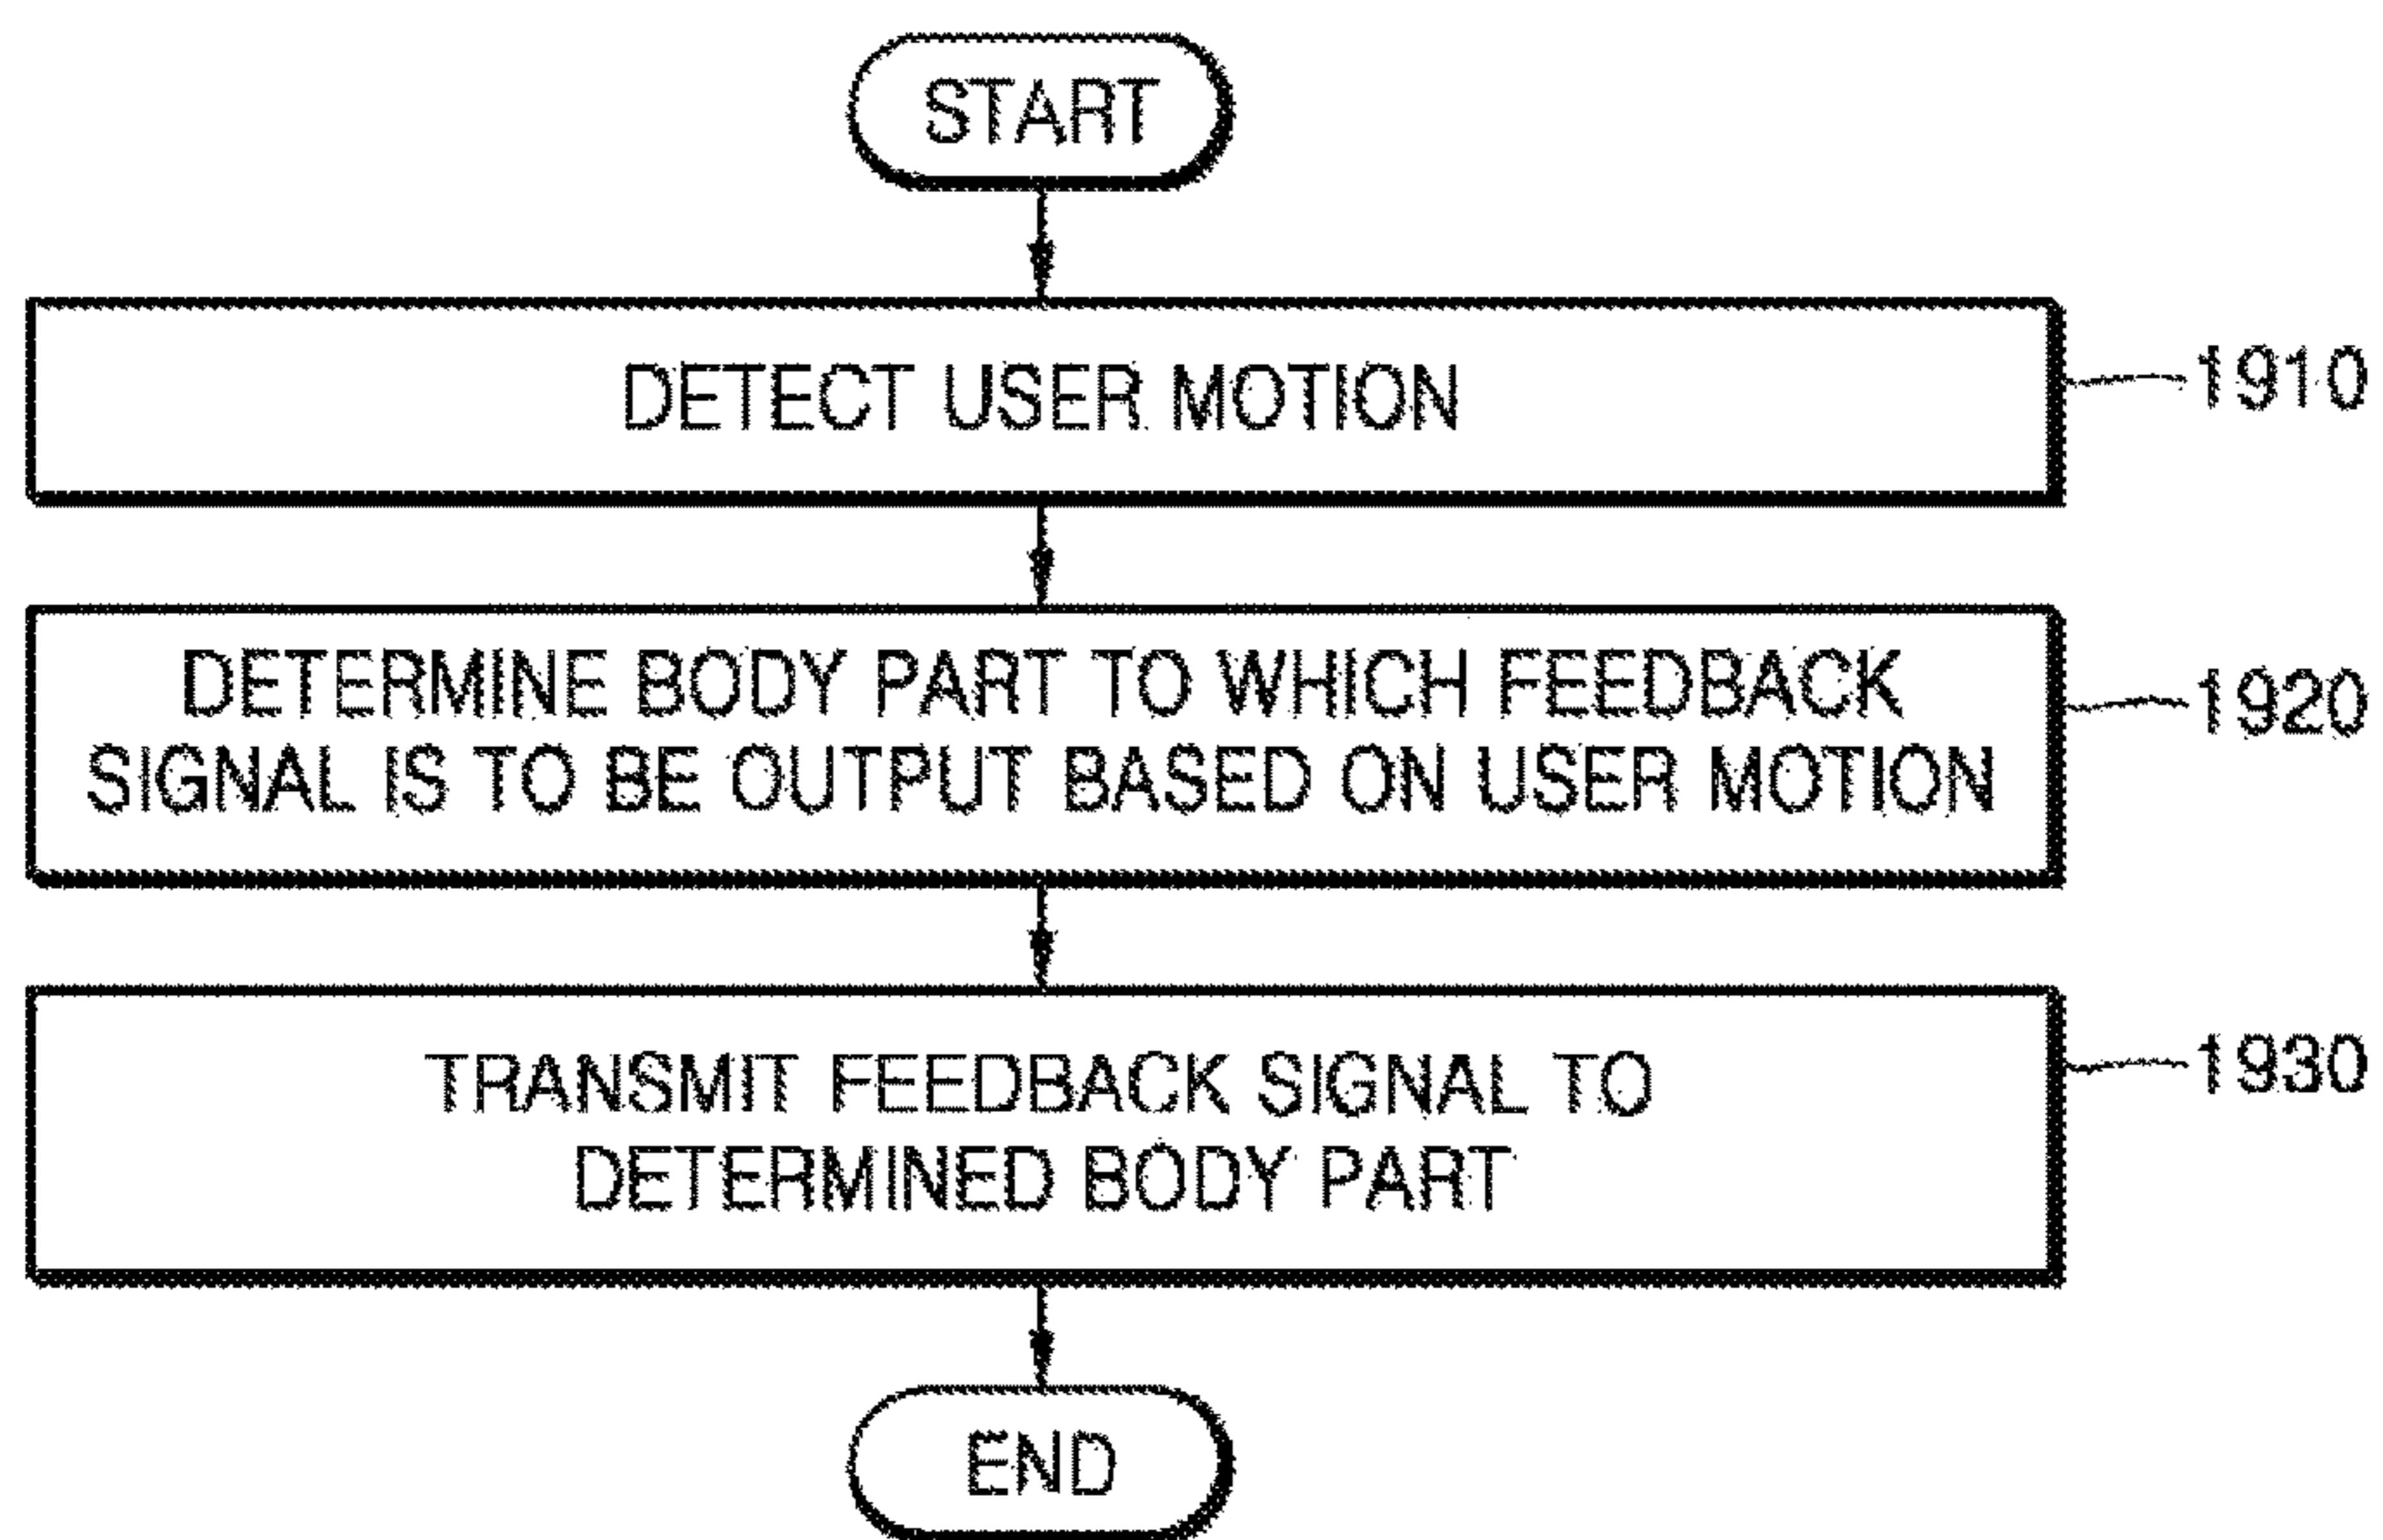 START
DETECT USER MOTION
1910
DETERMINE BODY PART TO WHICH FEEDBACK
SIGNAL IS TO BE OUTPUT BASED ON USER MOTION
1920
TRANSMIT FEEDBACK SIGNAL TO
DETERMINED BODY PART
1930
END